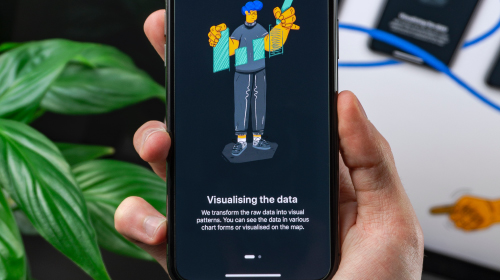 Visualising the data
We transform the raw data into visual
patterns. You can see the data in various
chart forms or visualised on the map.